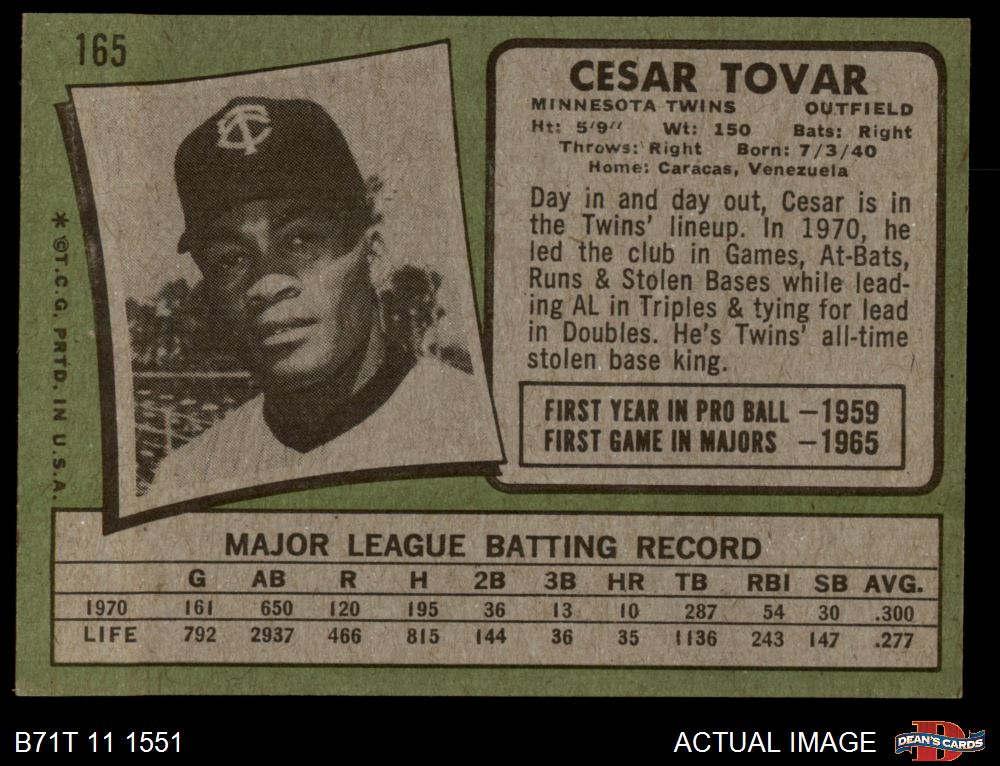 165
CESAR TOVAR
MINNESOTA TWINS OUTFIELD
Ht: 5'9" Wt: 150 Bats: Right
Throws: Right Born: 7/3/40
Home: Caracas, Venezuela
Day in and day out, Cesar is in
the Twins' lineup. In 1970, he
led the club in Games, At-Bats,
Runs & Stolen Bases while lead-
ing AL in Triples & tying for lead
in Doubles. He's Twins' all-time
stolen base king.
FIRST YEAR IN PRO BALL —1959
FIRST GAME IN MAJORS —1965
TC
* ©T.C.G. PRTD. IN U.S.A.
MAJOR LEAGUE BATTING RECORD
G AB R H 2B 3B HR TB RBI SB AVG.
1970 161 650 120 195 36 13 10 287 54 30 .300
LIFE 792 2937 466 815 144 36 35 1136 243 147 .277
B71T 11 1551
ACTUAL IMAGE
D
DEAN'S CARDS